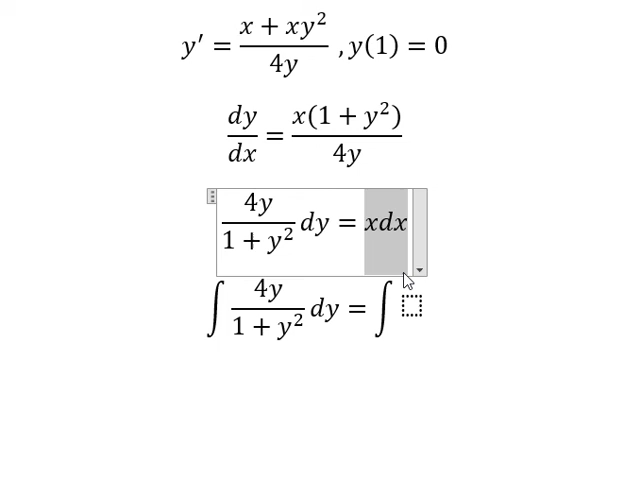 y′ = (x + xy²)/(4y) , y(1) = 0
dy/dx = x(1 + y²)/(4y)
4y/(1 + y²) dy = xdx
∫ 4y/(1 + y²) dy = ∫